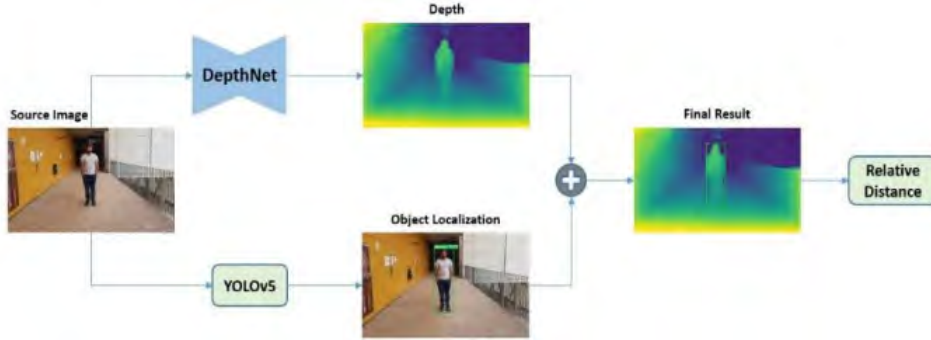 Depth
DepthNet
Source Image
Final Result
Relative
Distance
Object Localization
YOLOv5